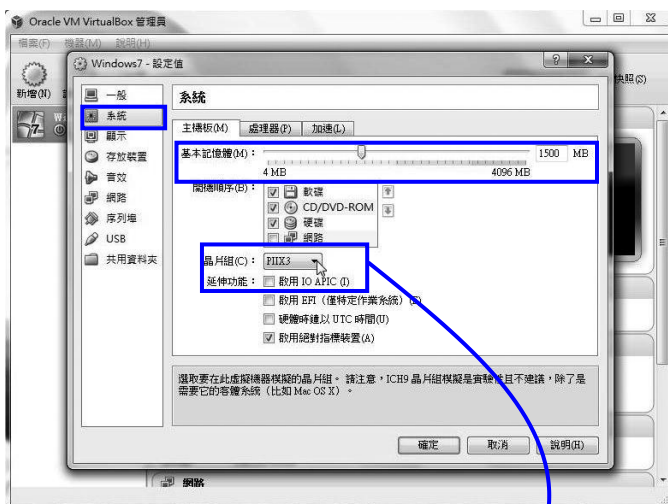 Oracle VM VirtualBox 管理員
檔案(F) 機器(M) 說明(H)
Windows7 - 設定值
新增(N)
快照(S)
一般
系統
顯示
存放裝置
音效
網路
序列埠
USB
共用資料夾
系統
主機板(M) 處理器(P) 加速(L)
基本記憶體(M)： 1500 MB
4 MB 4096 MB
開機順序(B)：
軟碟
CD/DVD-ROM
硬碟
網路
晶片組(C)： PIIX3
延伸功能： 啟用 IO APIC (I)
啟用 EFI (僅特定作業系統) (E)
硬體時鐘以 UTC 時間(U)
啟用絕對指標裝置(A)
選取要在此虛擬機器模擬的晶片組。 請注意，ICH9 晶片組模擬是實驗性且不建議，除了是
需要它的客體系統 (比如 Mac OS X) 。
確定 取消 說明(H)
網路